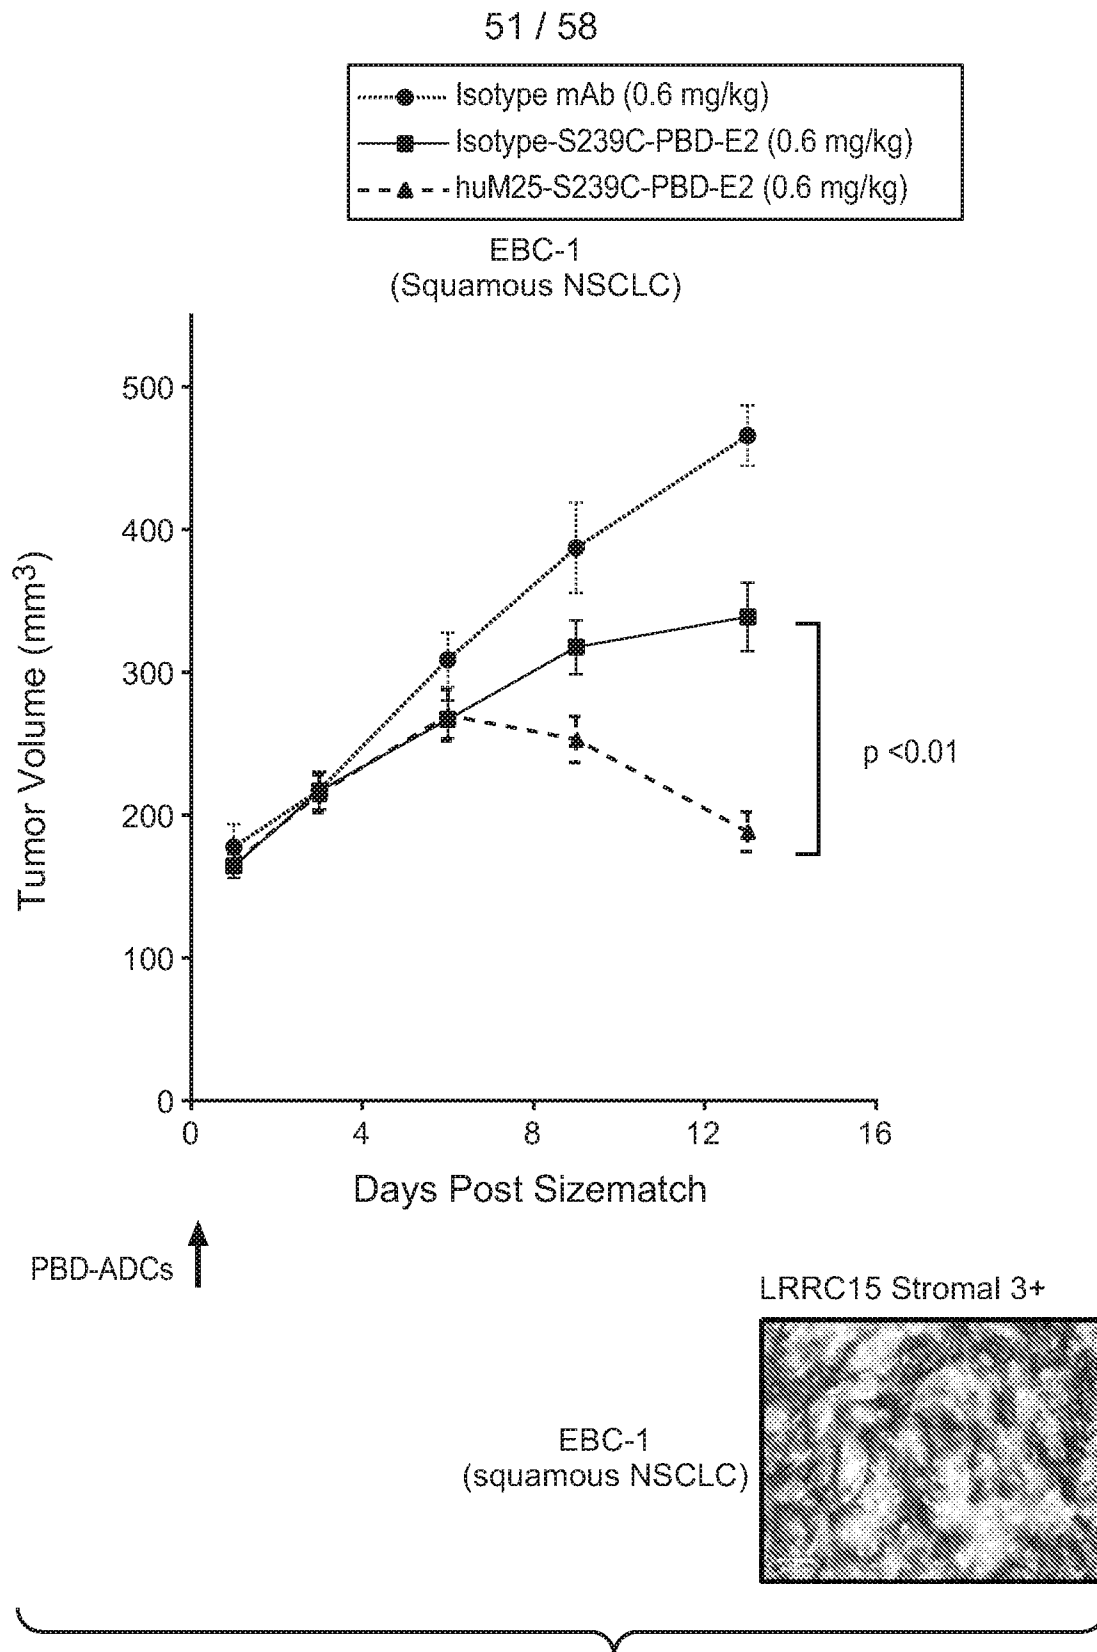 51 / 58
Isotype mAb (0.6 mg/kg)
Isotype-S239C-PBD-E2 (0.6 mg/kg)
huM25-S239C-PBD-E2 (0.6 mg/kg)
EBC-1
(Squamous NSCLC)
Tumor Volume (mm³)
500
400
300
200
100
0
p <0.01
0 4 8 12 16
Days Post Sizematch
PBD-ADCs
LRRC15 Stromal 3+
EBC-1
(squamous NSCLC)